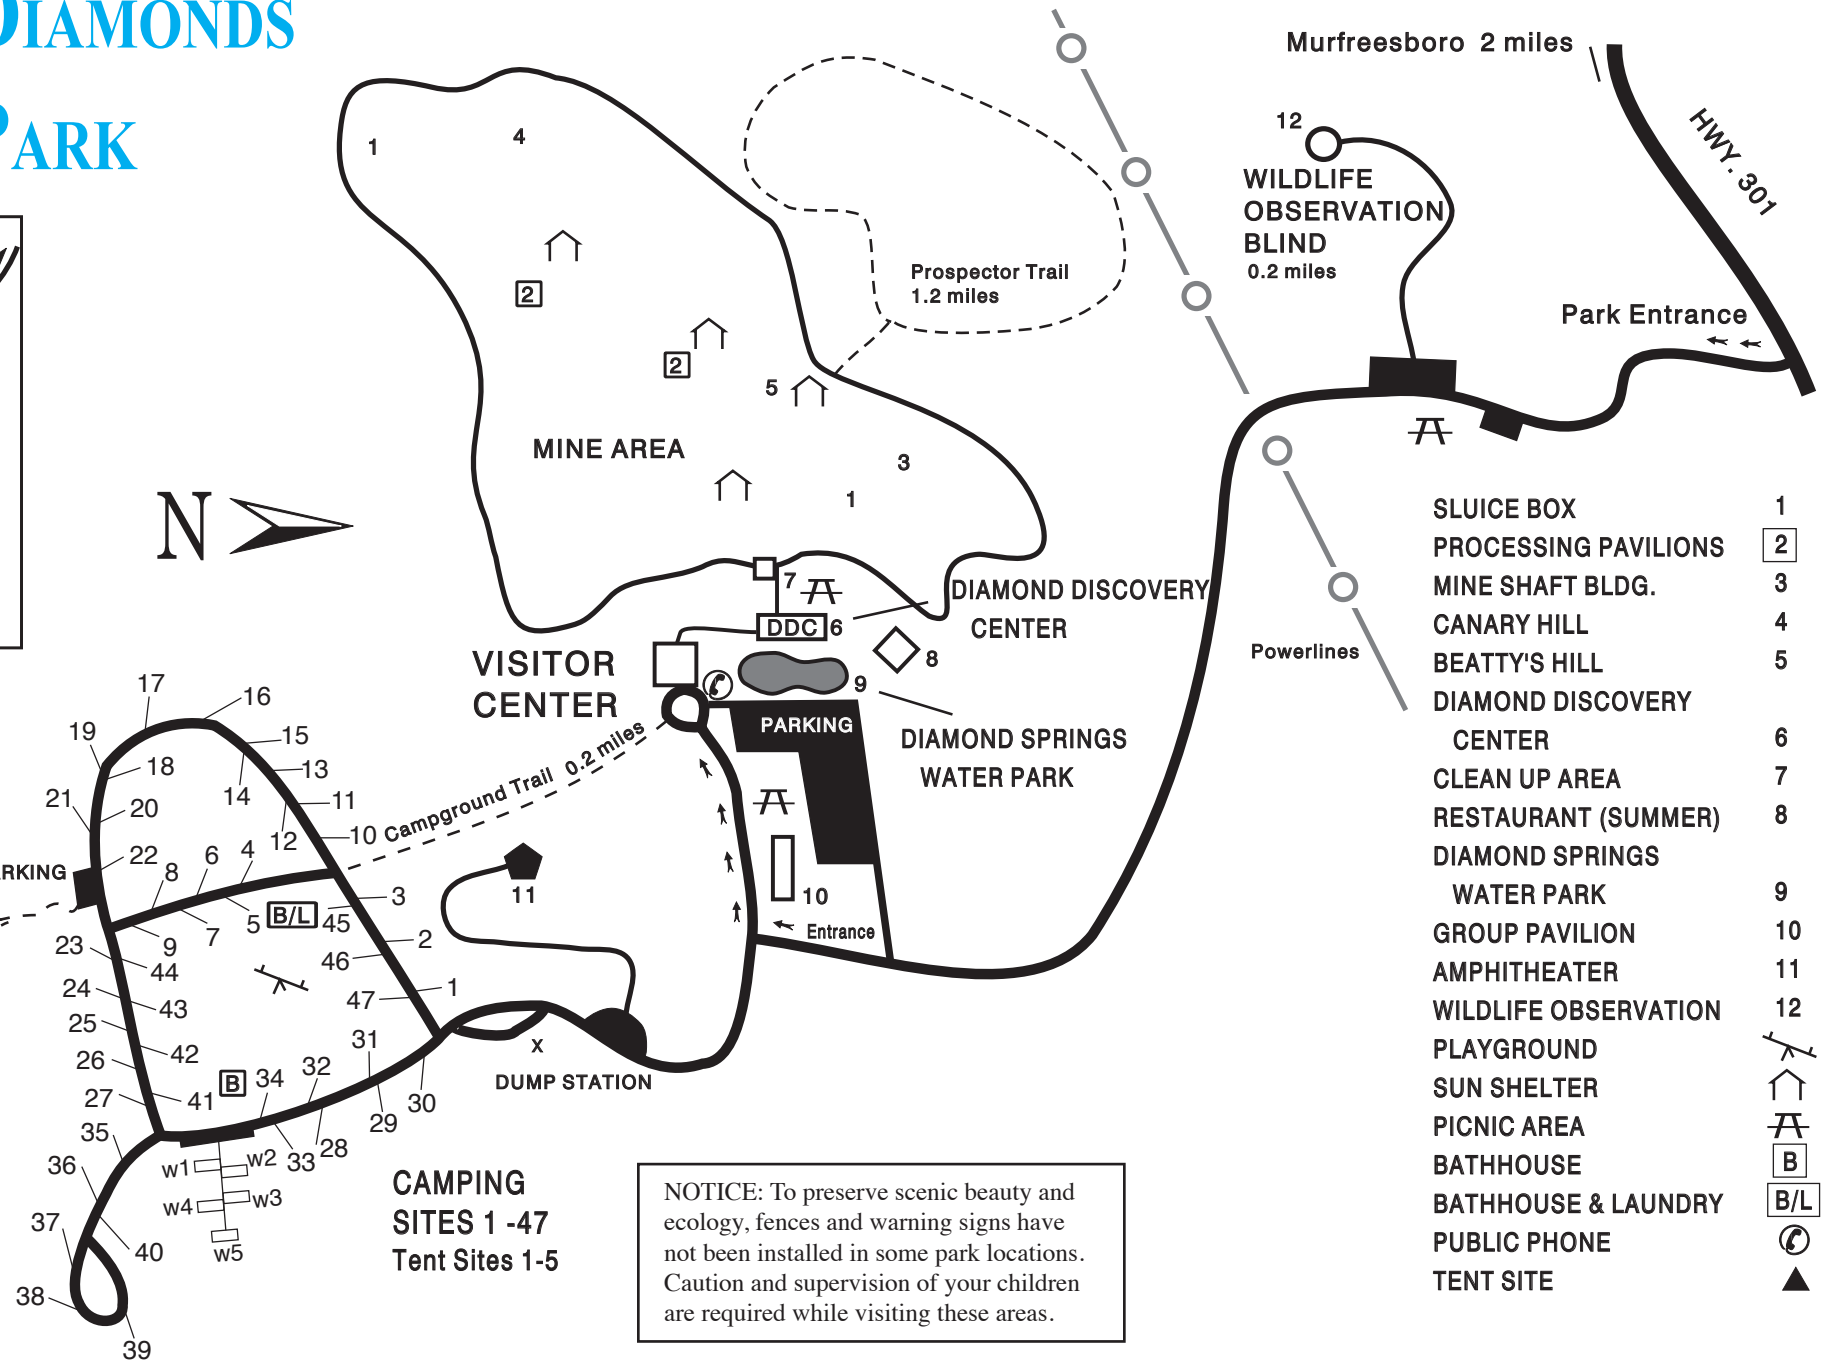 DIAMONDS
PARK
Murfreesboro 2 miles
HWY. 301
12
WILDLIFE
OBSERVATION
BLIND
0.2 miles
Park Entrance
1
4
Prospector Trail
1.2 miles
2
2
5
MINE AREA
3
1
N
7
DDC 6
DIAMOND DISCOVERY
CENTER
8
VISITOR
CENTER
9
PARKING
DIAMOND SPRINGS
WATER PARK
Powerlines
Campground Trail 0.2 miles
11
10
Entrance
17
16
19
15
18
13
14
21
20
11
12
10
22
6
4
8
RKING
3
B/L
5
45
7
9
2
23
44
46
24
43
47
1
25
42
31
26
32
34
B
27
41
30
29
35
28
33
w1
w2
36
w4
w3
37
40
w5
38
39
x
DUMP STATION
CAMPING
SITES 1 -47
Tent Sites 1-5
NOTICE: To preserve scenic beauty and
ecology, fences and warning signs have
not been installed in some park locations.
Caution and supervision of your children
are required while visiting these areas.
SLUICE BOX 1
PROCESSING PAVILIONS 2
MINE SHAFT BLDG. 3
CANARY HILL 4
BEATTY'S HILL 5
DIAMOND DISCOVERY
CENTER 6
CLEAN UP AREA 7
RESTAURANT (SUMMER) 8
DIAMOND SPRINGS
WATER PARK 9
GROUP PAVILION 10
AMPHITHEATER 11
WILDLIFE OBSERVATION 12
PLAYGROUND
SUN SHELTER
PICNIC AREA
BATHHOUSE B
BATHHOUSE & LAUNDRY B/L
PUBLIC PHONE
TENT SITE